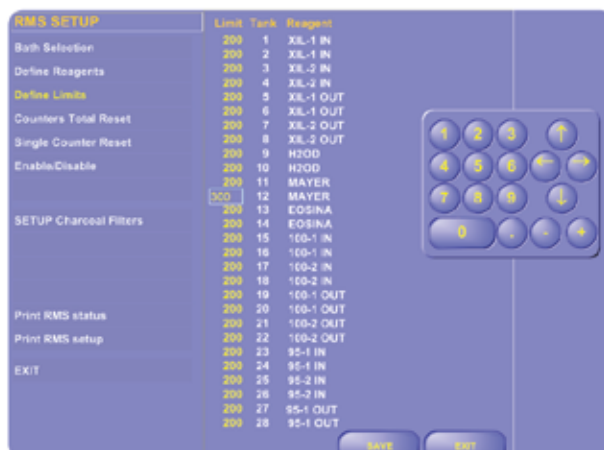 RMS SETUP
Bath Selection
Define Reagents
Define Limits
Counters Total Reset
Single Counter Reset
Enable/Disable
SETUP Charcoal Filters
Print RMS status
Print RMS setup
EXIT
Limit Tank Reagent
200 1 XIL-1 IN
200 2 XIL-1 IN
200 3 XIL-2 IN
200 4 XIL-2 IN
200 5 XIL-1 OUT
200 6 XIL-1 OUT
200 7 XIL-2 OUT
200 8 XIL-2 OUT
200 9 H2OD
200 10 H2OD
200 11 MAYER
300 12 MAYER
200 13 EOSINA
200 14 EOSINA
200 15 100-1 IN
200 16 100-1 IN
200 17 100-2 IN
200 18 100-2 IN
200 19 100-1 OUT
200 20 100-1 OUT
200 21 100-2 OUT
200 22 100-2 OUT
200 23 95-1 IN
200 24 95-1 IN
200 25 95-2 IN
200 26 95-2 IN
200 27 95-1 OUT
200 28 95-1 OUT
1 2 3 ↑
4 5 6 ← →
7 8 9 ↓
0 . - +
SAVE EXIT